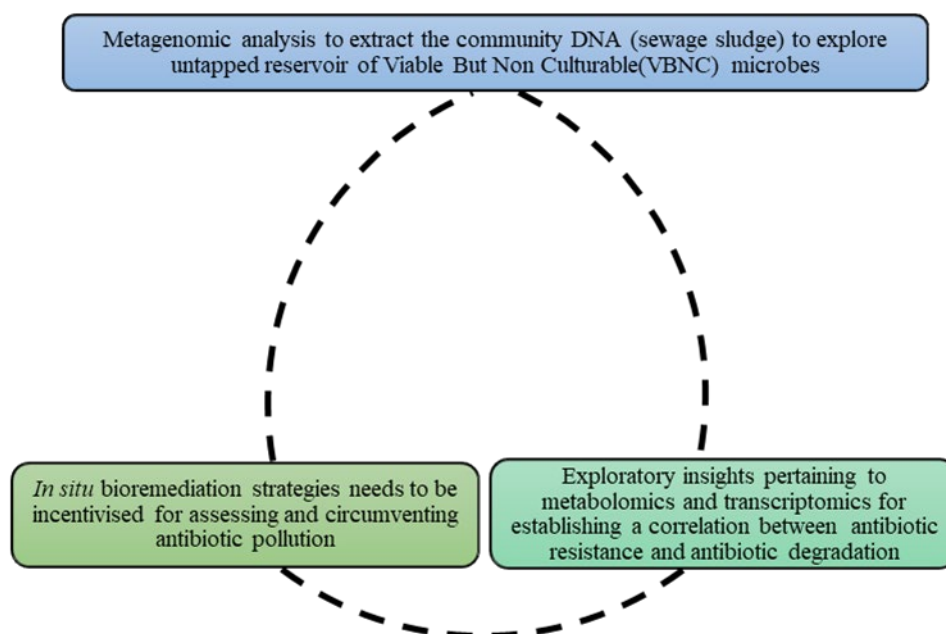 Metagenomic analysis to extract the community DNA (sewage sludge) to explore
untapped reservoir of Viable But Non Culturable(VBNC) microbes
In situ bioremediation strategies needs to be
incentivised for assessing and circumventing
antibiotic pollution
Exploratory insights pertaining to
metabolomics and transcriptomics for
establishing a correlation between antibiotic
resistance and antibiotic degradation